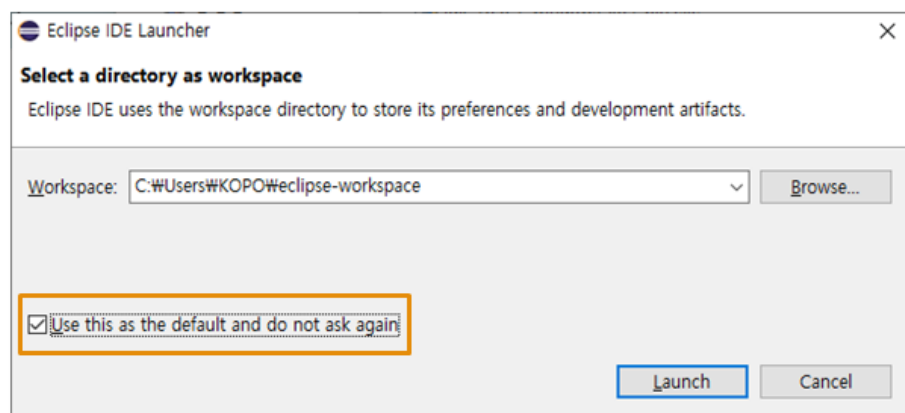 Eclipse IDE Launcher
Select a directory as workspace
Eclipse IDE uses the workspace directory to store its preferences and development artifacts.
Workspace: C:₩Users₩KOPO₩eclipse-workspace Browse...
Use this as the default and do not ask again
Launch Cancel